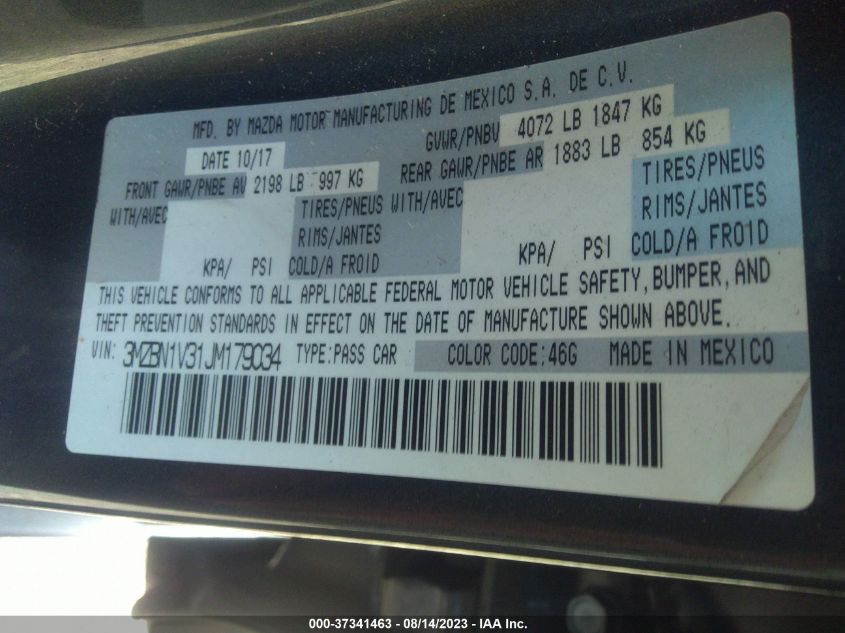 MFD. BY MAZDA MOTOR MANUFACTURING DE MEXICO S.A. DE C.V.
DATE 10/17 GVWR/PNBV 4072 LB 1847 KG
FRONT GAWR/PNBE AV 2198 LB 997 KG REAR GAWR/PNBE AR 1883 LB 854 KG
WITH/AVEC TIRES/PNEUS WITH/AVEC TIRES/PNEUS
RIMS/JANTES RIMS/JANTES
KPA/ PSI COLD/A FROID KPA/ PSI COLD/A FROID
THIS VEHICLE CONFORMS TO ALL APPLICABLE FEDERAL MOTOR VEHICLE SAFETY, BUMPER, AND
THEFT PREVENTION STANDARDS IN EFFECT ON THE DATE OF MANUFACTURE SHOWN ABOVE.
VIN: 3MZBN1V31JM179034 TYPE:PASS CAR COLOR CODE:46G MADE IN MEXICO
000-37341463 - 08/14/2023 - IAA Inc.